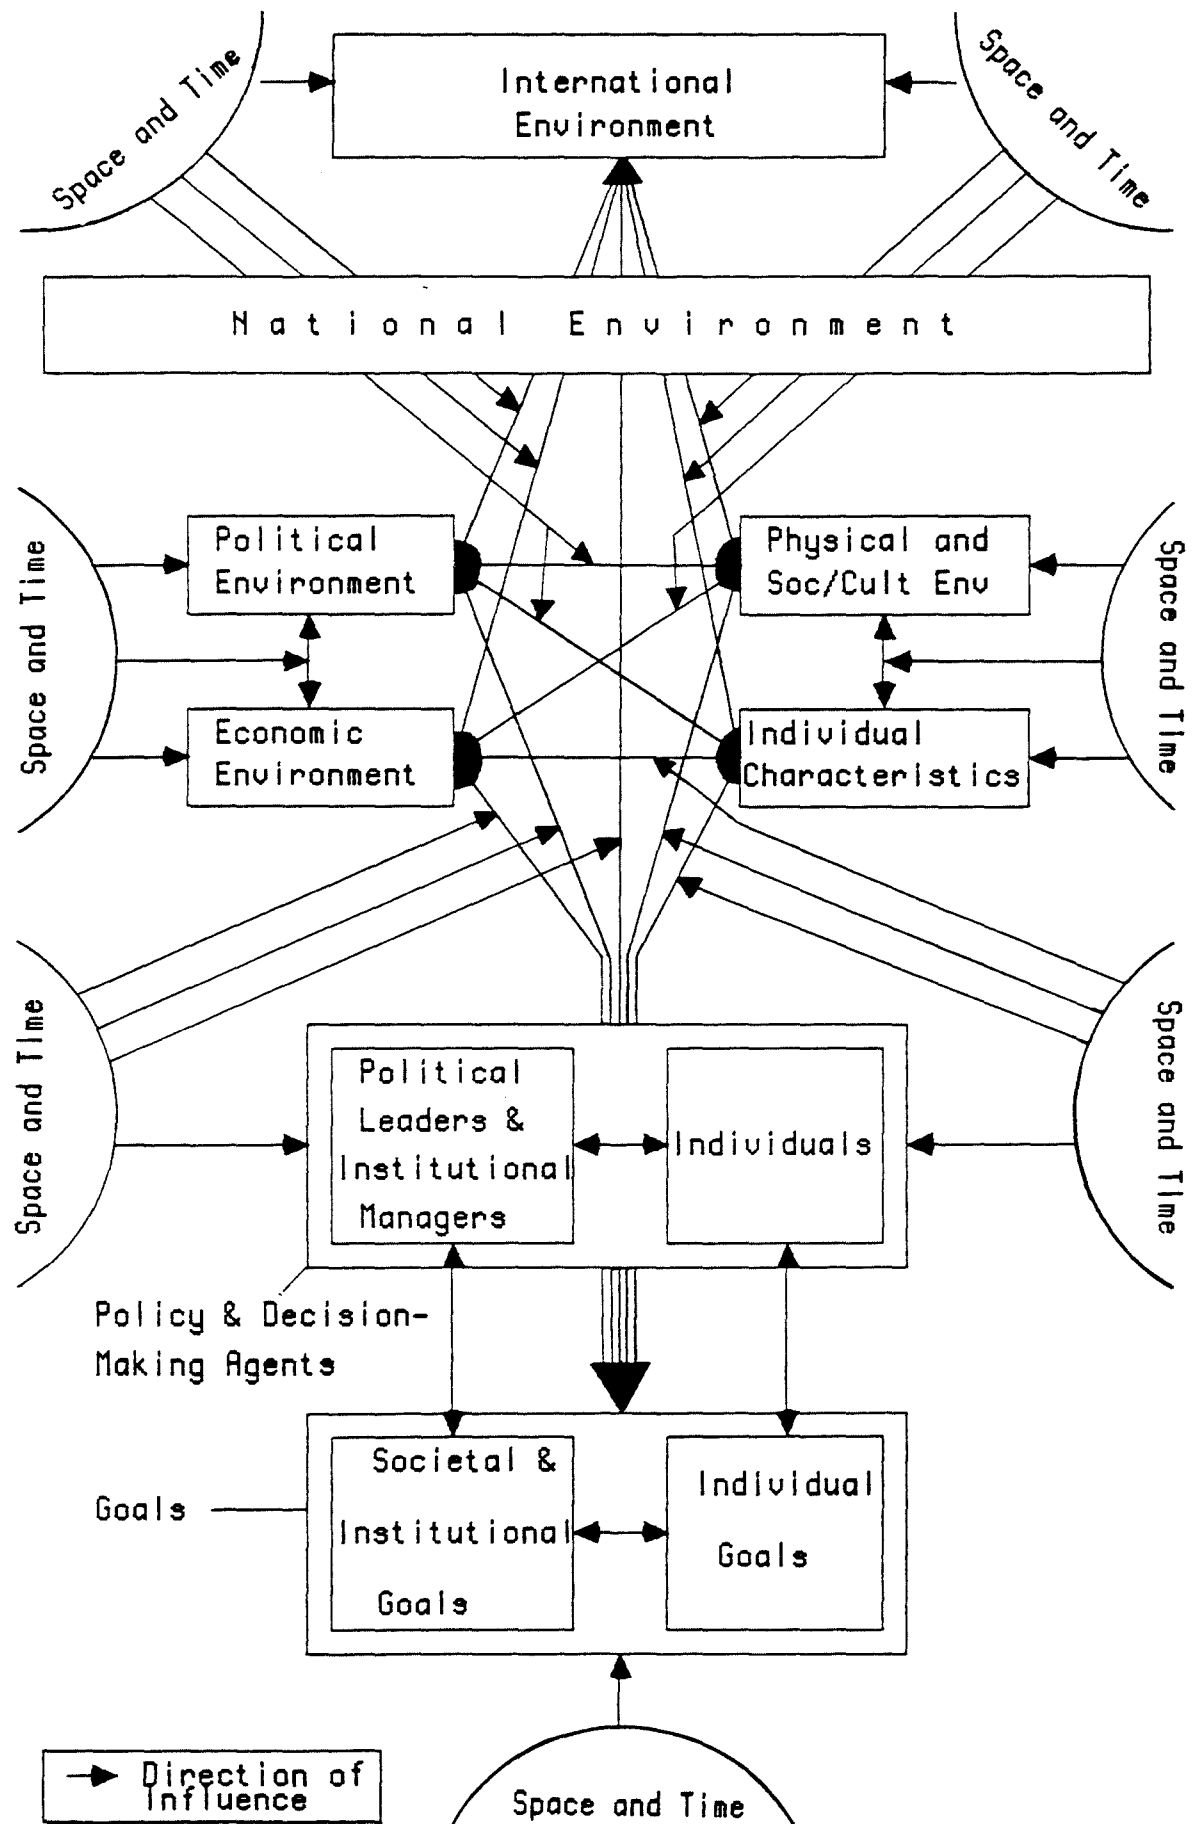 Space and Time
International
Environment
Space and Time
National Environment
Political
Environment
Physical and
Soc/Cult Env
Space and Time
Space and Time
Economic
Environment
Individual
Characteristics
Space and Time
Space and Time
Political
Leaders &
Institutional
Managers
Individuals
Policy & Decision-
Making Agents
Goals
Societal &
Institutional
Goals
Individual
Goals
Direction of
Influence
Space and Time